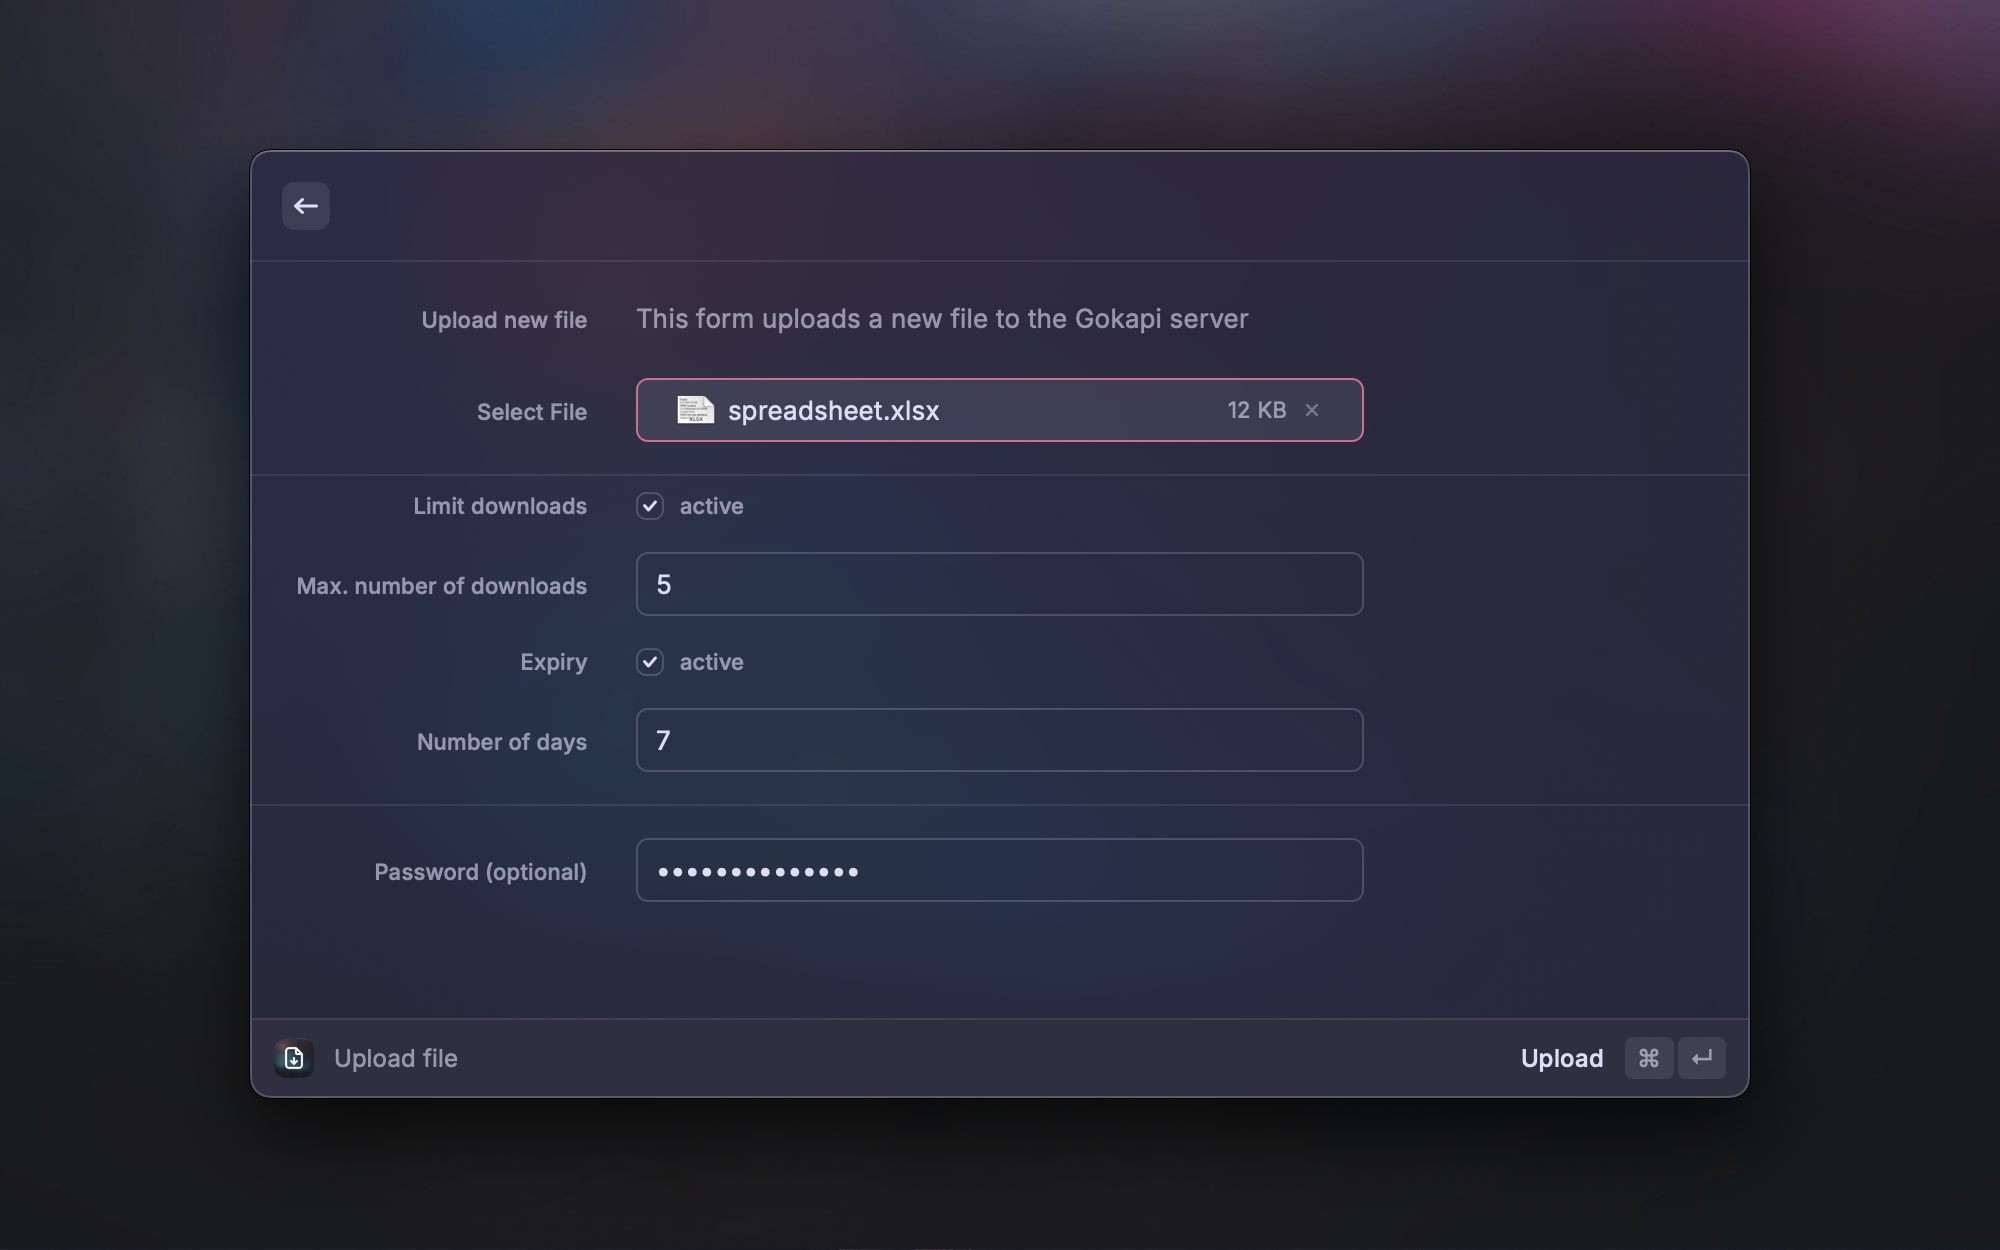 Upload new file This form uploads a new file to the Gokapi server
Select File spreadsheet.xlsx 12 KB
Limit downloads active
Max. number of downloads 5
Expiry active
Number of days 7
Password (optional) ••••••••••••••
Upload file Upload ⌘ ↵